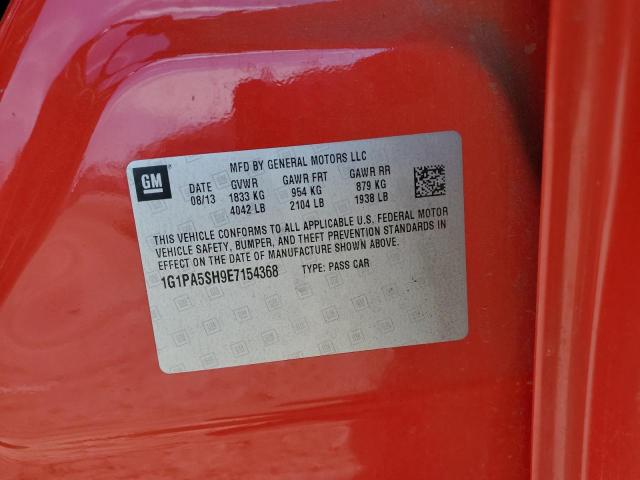 GM
MFD BY GENERAL MOTORS LLC
DATE GVWR GAWR FRT GAWR RR
08/13 1833 KG 954 KG 879 KG
4042 LB 2104 LB 1938 LB
THIS VEHICLE CONFORMS TO ALL APPLICABLE U.S. FEDERAL MOTOR
VEHICLE SAFETY, BUMPER, AND THEFT PREVENTION STANDARDS IN
EFFECT ON THE DATE OF MANUFACTURE SHOWN ABOVE.
1G1PA5SH9E7154368 TYPE: PASS CAR